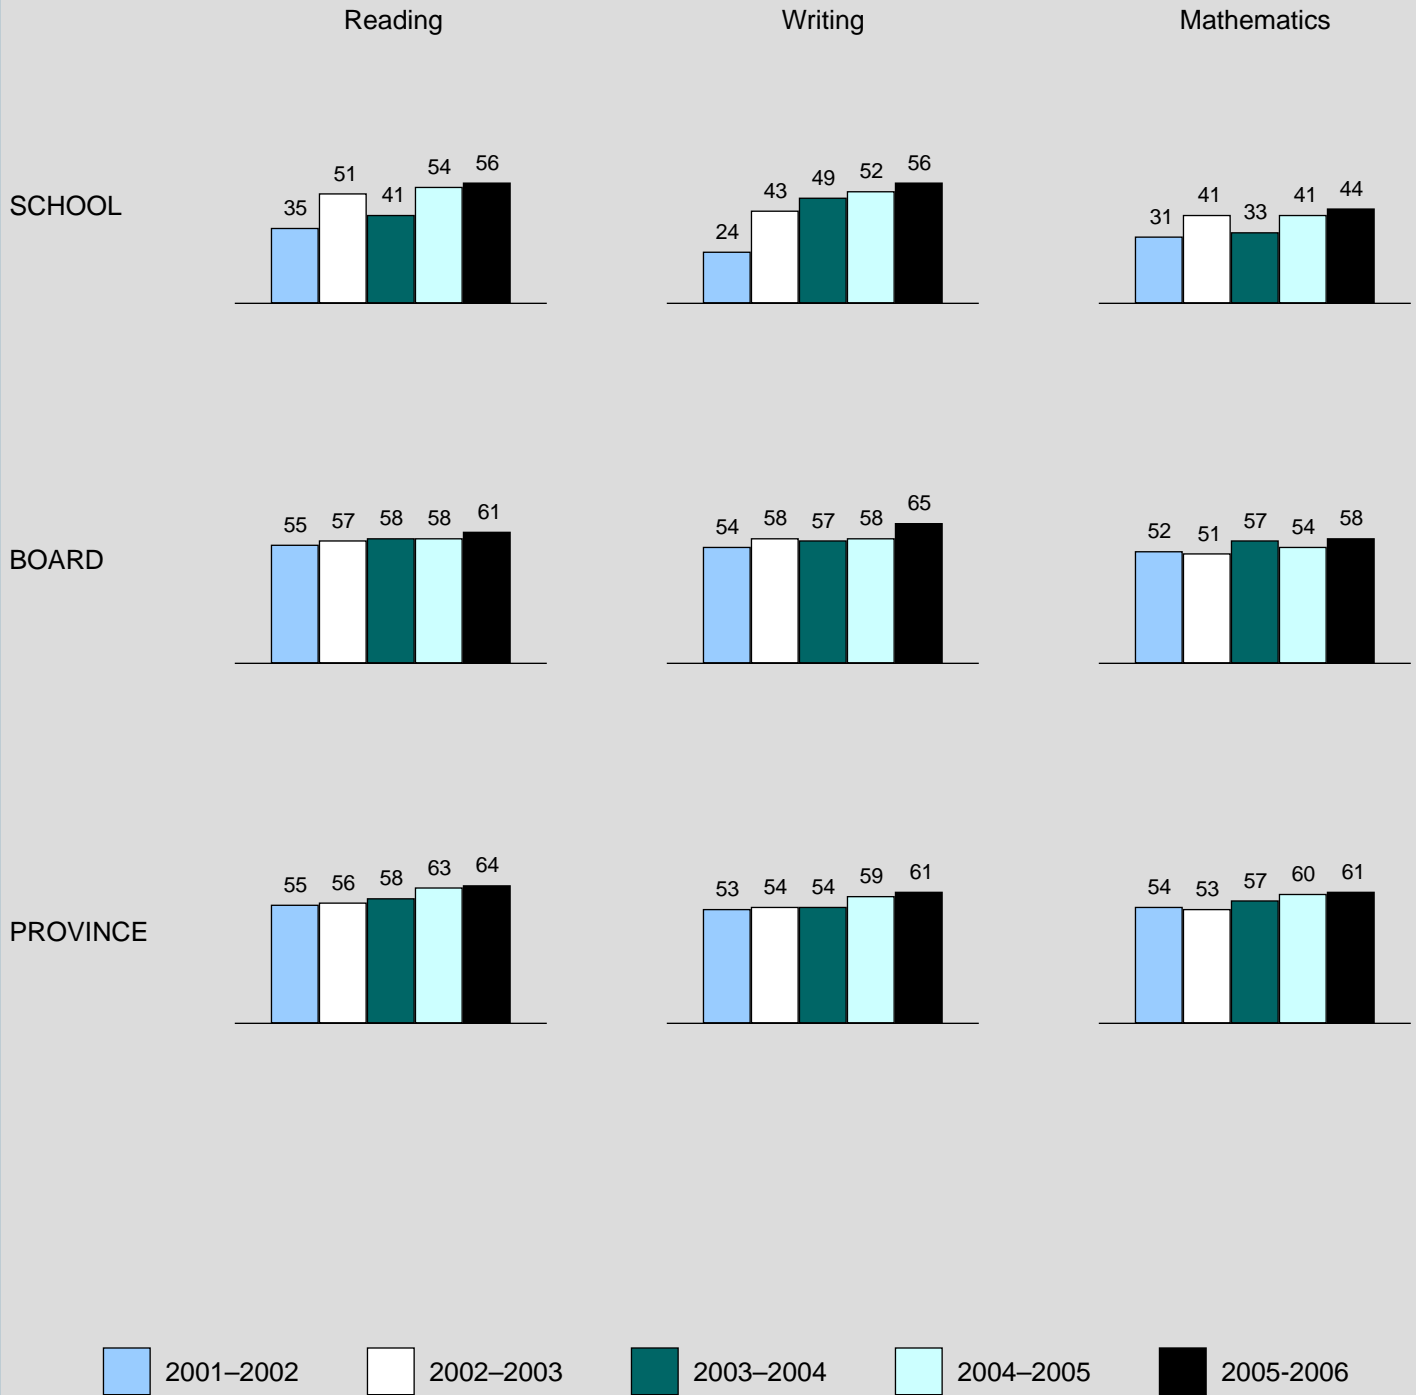 Reading Writing Mathematics
SCHOOL
35 51 41 54 56
24 43 49 52 56
31 41 33 41 44
BOARD
55 57 58 58 61
54 58 57 58 65
52 51 57 54 58
PROVINCE
55 56 58 63 64
53 54 54 59 61
54 53 57 60 61
2001–2002 2002–2003 2003–2004 2004–2005 2005-2006